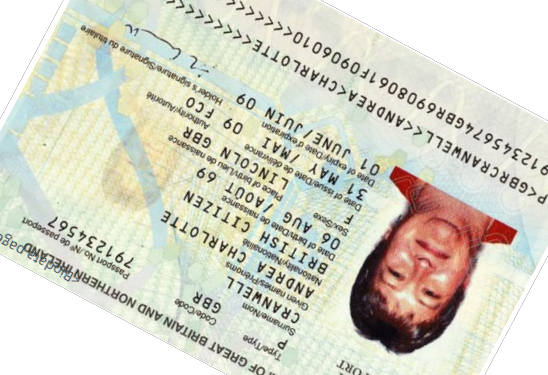 OF GREAT BRITAIN AND NORTHERN IRELAND
Type/Type Code/Code Passport No./No de passeport
P GBR 791234567
Surname/Nom
CRANWELL
Given names/Prénoms
ANDREA CHARLOTTE
Nationality/Nationalité
BRITISH CITIZEN
Date of birth/Date de naissance
06 AUG /AOUT 69
Sex/Sexe Place of birth/Lieu de naissance
F LINCOLN GBR
Date of issue/Date de délivrance Authority/Autorité
31 MAY /MAI 09 FCO
Date of expiry/Date d'expiration Holder's signature/Signature du titulaire
01 JUNE/ JUIN 09
P<GBRCRANWELL<<ANDREA<CHARLOTTE<<<<<<<<
912345674GBR6908061F0906010<<<<<<<<